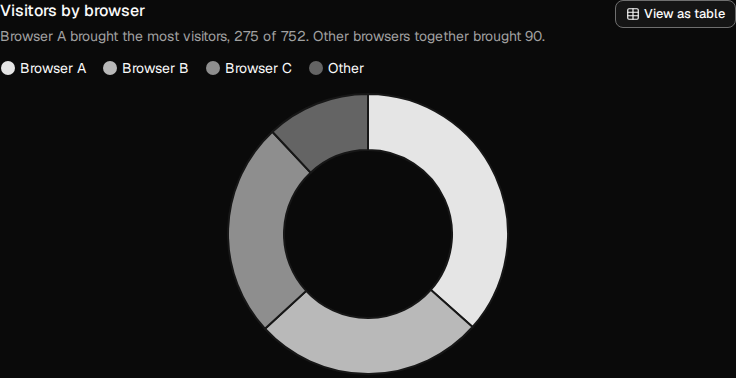 Visitors by browser
View as table
Browser A brought the most visitors, 275 of 752. Other browsers together brought 90.
Browser A
Browser B
Browser C
Other